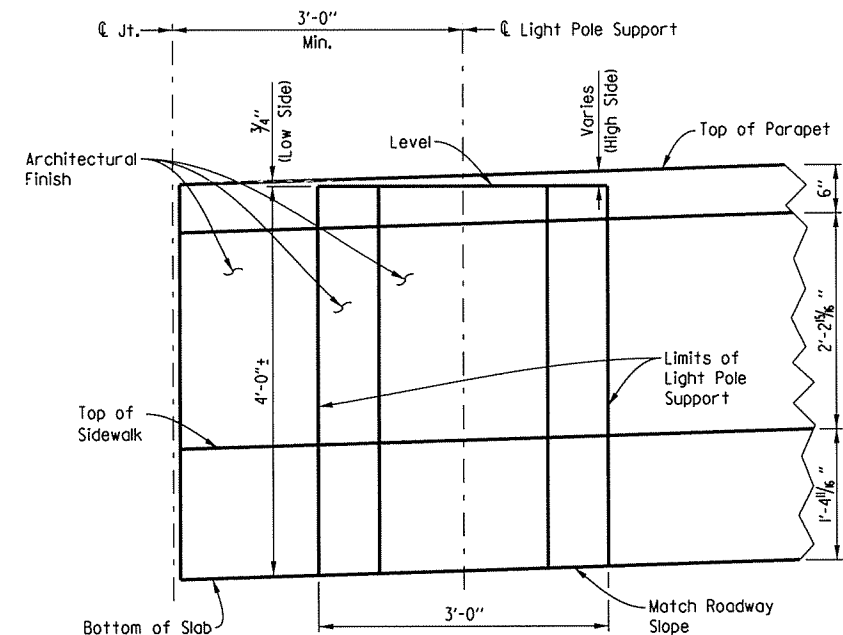 ℄ Jt.
3'-0"
Min.
℄ Light Pole Support
3/4"
(Low Side)
Varies
(High Side)
Level
Top of Parapet
Architectural
Finish
6"
2'-2 15/16"
4'-0"±
Limits of
Light Pole
Support
Top of
Sidewalk
1'-4 11/16"
3'-0"
Bottom of Slab
Match Roadway
Slope